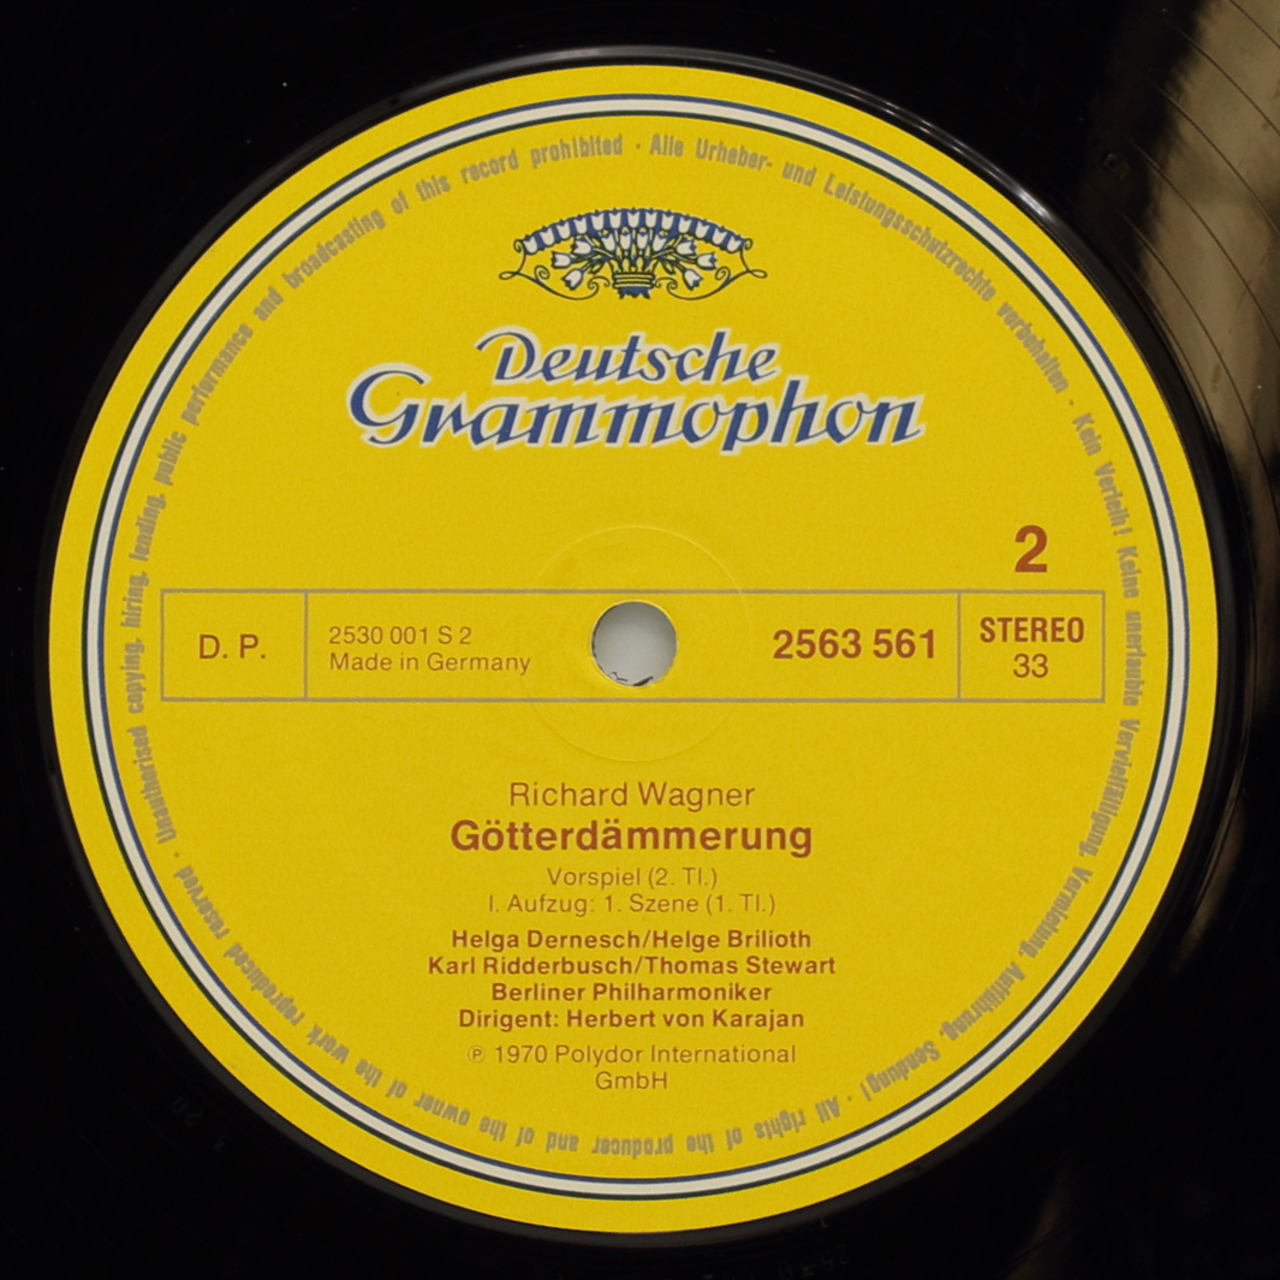 Deutsche
Grammophon
2
D. P.
2530 001 S 2
Made in Germany
2563 561
STEREO
33
Richard Wagner
Götterdämmerung
Vorspiel (2. Tl.)
I. Aufzug: 1. Szene (1. Tl.)
Helga Dernesch/Helge Brilioth
Karl Ridderbusch/Thomas Stewart
Berliner Philharmoniker
Dirigent: Herbert von Karajan
℗ 1970 Polydor International
GmbH
Alle Urheber- und Leistungsschutzrechte vorbehalten · Kein Verleih! Keine unerlaubte Vervielfältigung, Vermietung, Aufführung, Sendung! · All rights of the producer and of the owner of the work reproduced reserved · Unauthorised copying, hiring, lending, public performance and broadcasting of this record prohibited ·